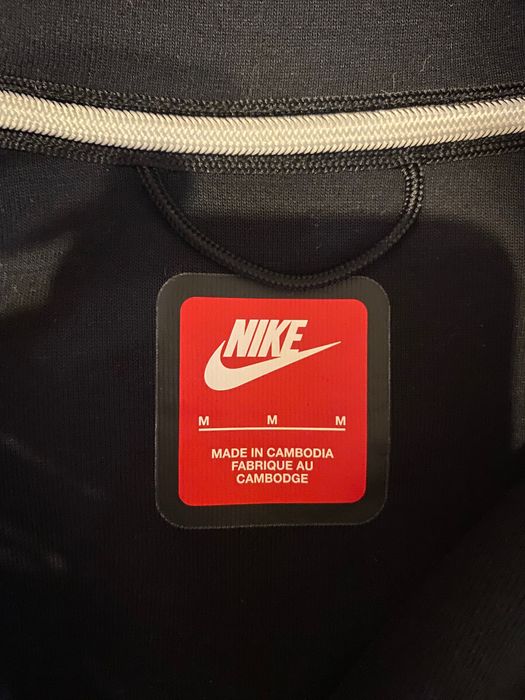 NIKE
M M M
MADE IN CAMBODIA
FABRIQUE AU
CAMBODGE